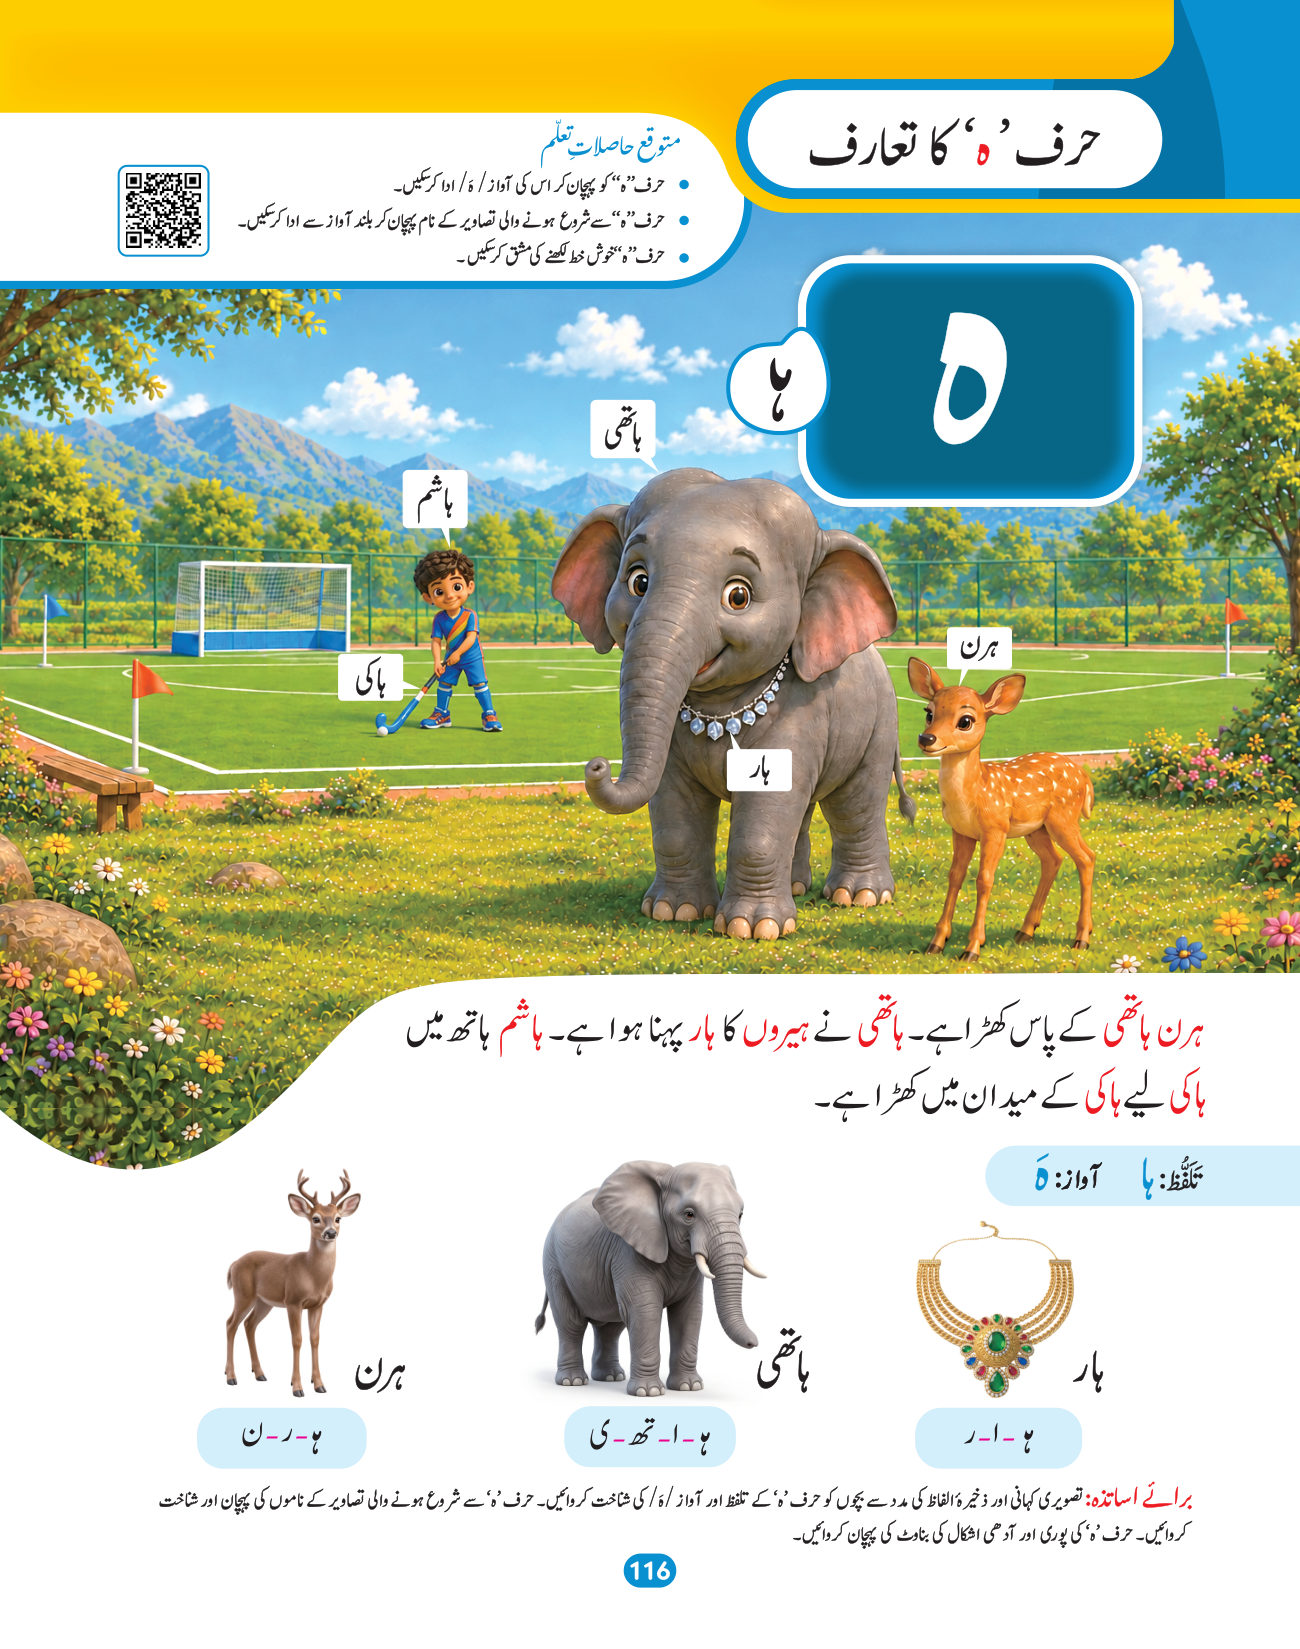 حرف ’ہ‘ کا تعارف
متوقع حاصلاتِ تعلّم
حرف ”ہ“ کو پہچان کر اس کی آواز /ہَ/ ادا کر سکیں۔
حرف ”ہ“ سے شروع ہونے والی تصاویر کے نام پہچان کر بلند آواز سے ادا کر سکیں۔
حرف ”ہ“ خوش خط لکھنے کی مشق کر سکیں۔
ہ
ہا
ہاتھی
ہاشم
ہرن
ہاکی
ہار
ہرن ہاتھی کے پاس کھڑا ہے۔ ہاتھی نے ہیروں کا ہار پہنا ہوا ہے۔ ہاشم ہاتھ میں
ہاکی لیے ہاکی کے میدان میں کھڑا ہے۔
تَلَفُّظ: ہا آواز: ہَ
ہار
ہاتھی
ہرن
ہ - ا - ر
ہ - ا - تھ - ی
ہ - ر - ن
برائے اساتذہ: تصویری کہانی اور ذخیرۂ الفاظ کی مدد سے بچوں کو حرف ’ہ‘ کے تلفظ اور آواز /ہَ/ کی شناخت کروائیں۔ حرف ’ہ‘ سے شروع ہونے والی تصاویر کے ناموں کی پہچان اور شناخت
کروائیں۔ حرف ’ہ‘ کی پوری اور آدھی اشکال کی بناوٹ کی پہچان کروائیں۔
116